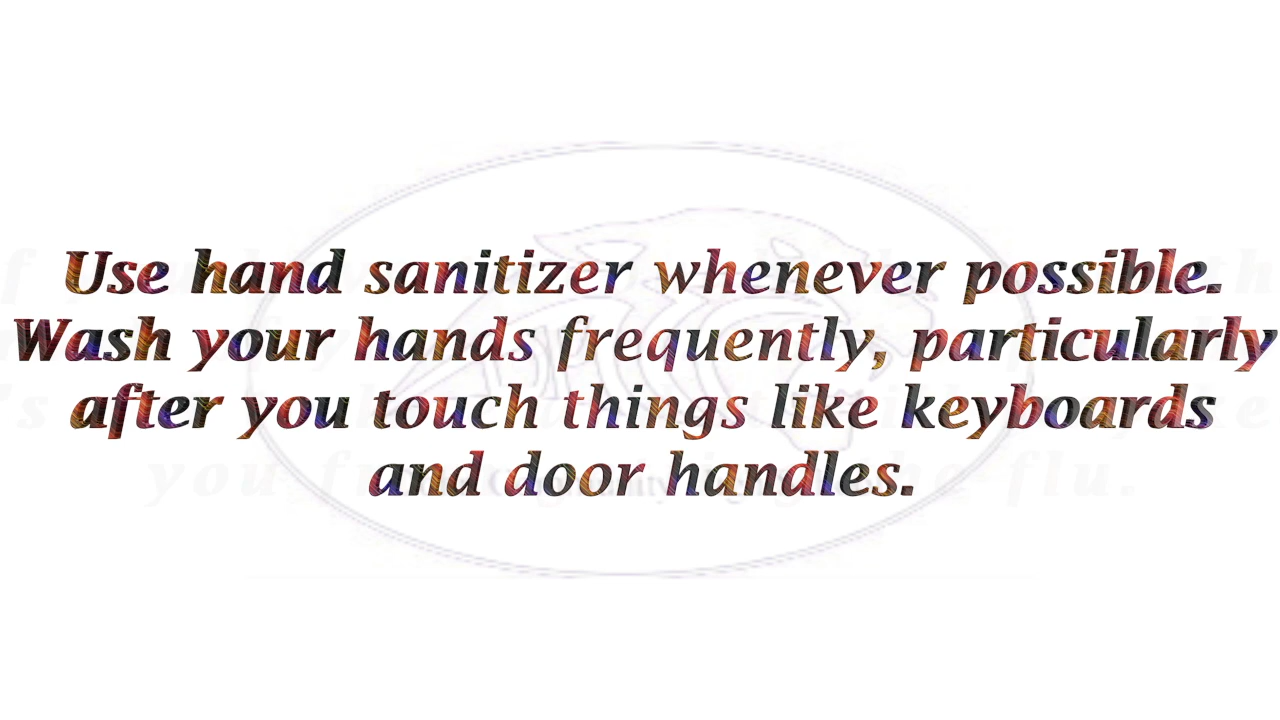 Use hand sanitizer whenever possible.
Wash your hands frequently, particularly
after you touch things like keyboards
and door handles.